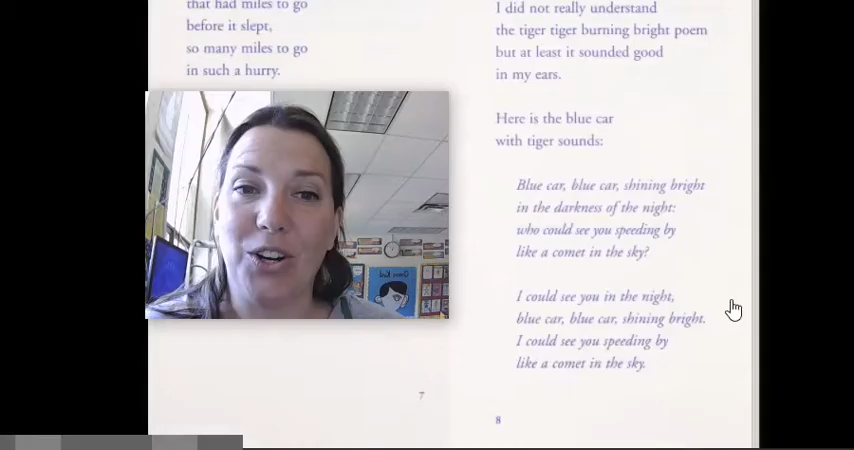 that had miles to go
before it slept,
so many miles to go
in such a hurry.
7
I did not really understand
the tiger tiger burning bright poem
but at least it sounded good
in my ears.
Here is the blue car
with tiger sounds:
Blue car, blue car, shining bright
in the darkness of the night:
who could see you speeding by
like a comet in the sky?
I could see you in the night,
blue car, blue car, shining bright.
I could see you speeding by
like a comet in the sky.
8